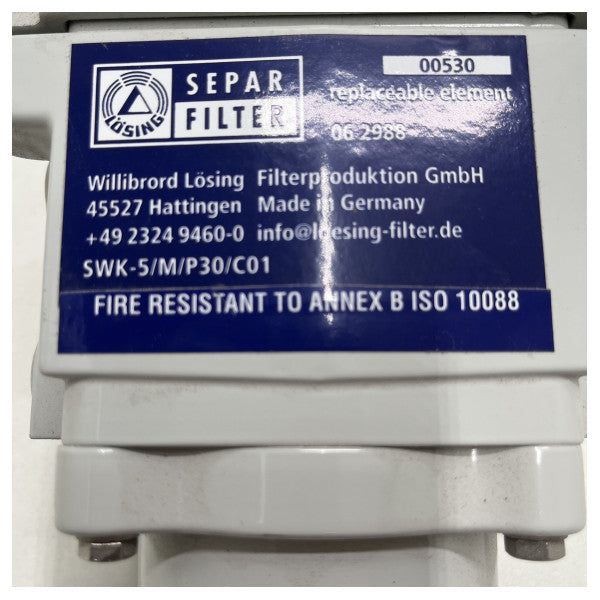 LÖSING
SEPAR
FILTER
00530
replaceable element
06 2988
Willibrord Lösing Filterproduktion GmbH
45527 Hattingen Made in Germany
+49 2324 9460-0 info@loesing-filter.de
SWK-5/M/P30/C01
FIRE RESISTANT TO ANNEX B ISO 10088